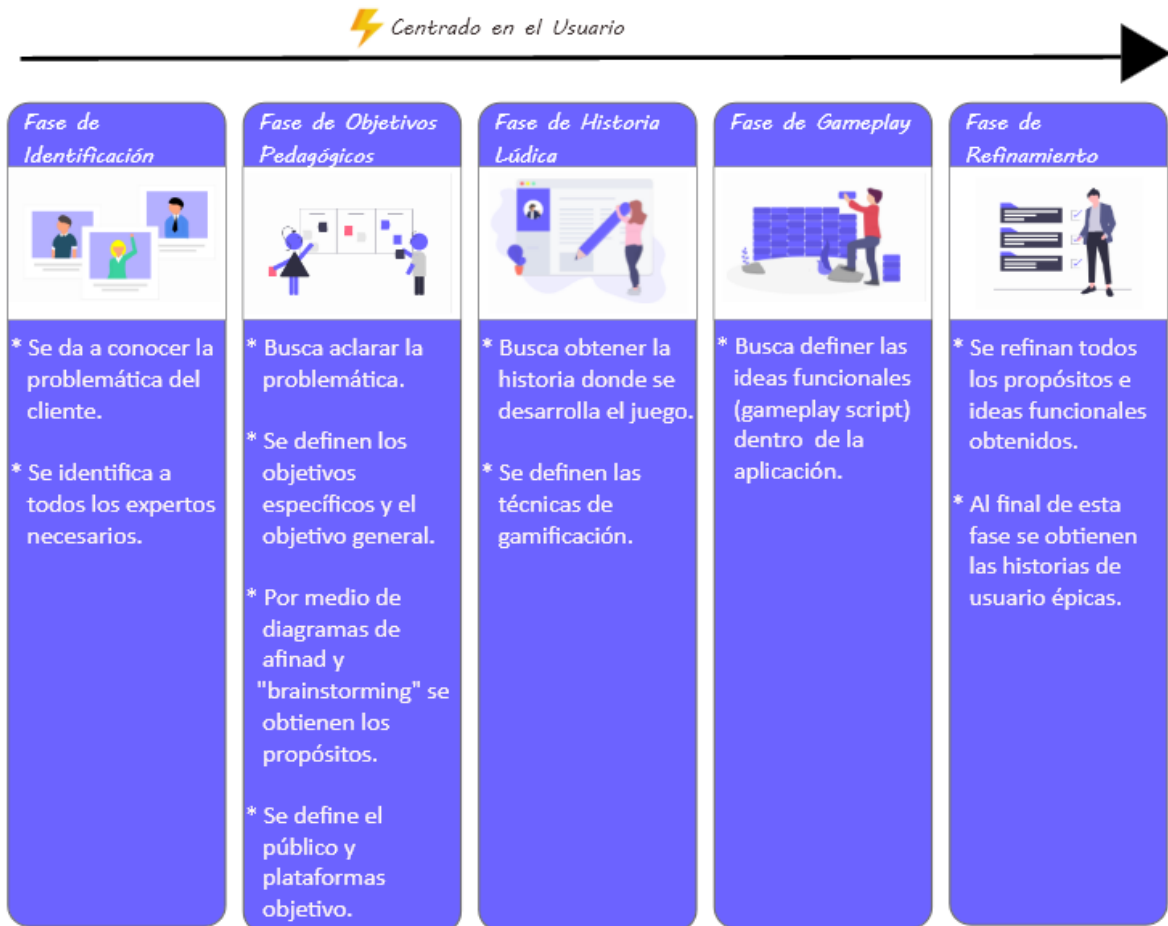 Centrado en el Usuario
Fase de
Identificación
* Se da a conocer la
problemática del
cliente.
* Se identifica a
todos los expertos
necesarios.
Fase de Objetivos
Pedagógicos
* Busca aclarar la
problemática.
* Se definen los
objetivos
específicos y el
objetivo general.
* Por medio de
diagramas de
afinad y
"brainstorming" se
obtienen los
propósitos.
* Se define el
público y
plataformas
objetivo.
Fase de Historia
Lúdica
* Busca obtener la
historia donde se
desarrolla el juego.
* Se definen las
técnicas de
gamificación.
Fase de Gameplay
* Busca definer las
ideas funcionales
(gameplay script)
dentro de la
aplicación.
Fase de
Refinamiento
* Se refinan todos
los propósitos e
ideas funcionales
obtenidos.
* Al final de esta
fase se obtienen
las historias de
usuario épicas.